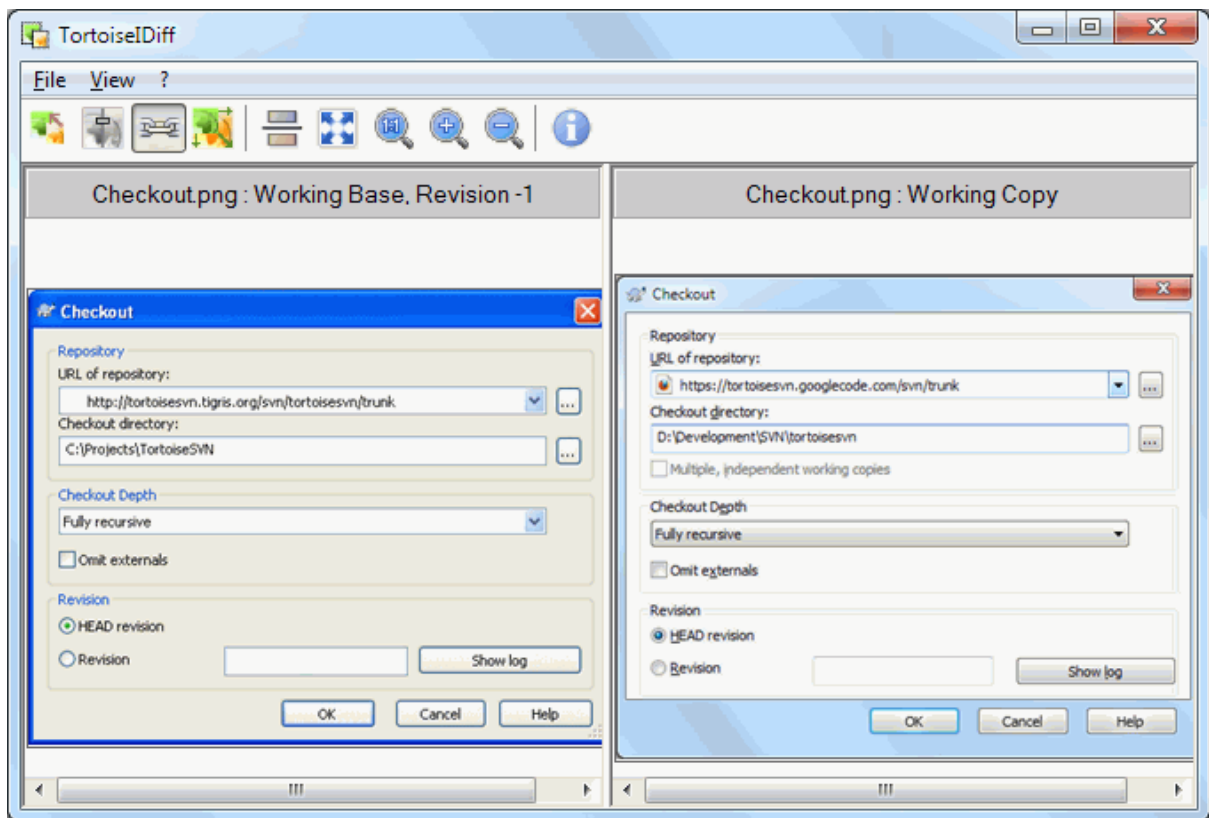 TortoiseIDiff
File View ?
1:1
Checkout.png : Working Base, Revision -1
Checkout
Repository
URL of repository:
http://tortoisesvn.tigris.org/svn/tortoisesvn/trunk
...
Checkout directory:
C:\Projects\TortoiseSVN
...
Checkout Depth
Fully recursive
Omit externals
Revision
HEAD revision
Revision
Show log
OK Cancel Help
Checkout.png : Working Copy
Checkout
Repository
URL of repository:
https://tortoisesvn.googlecode.com/svn/trunk
...
Checkout directory:
D:\Development\SVN\tortoisesvn
...
Multiple, independent working copies
Checkout Depth
Fully recursive
Omit externals
Revision
HEAD revision
Revision
Show log
OK Cancel Help